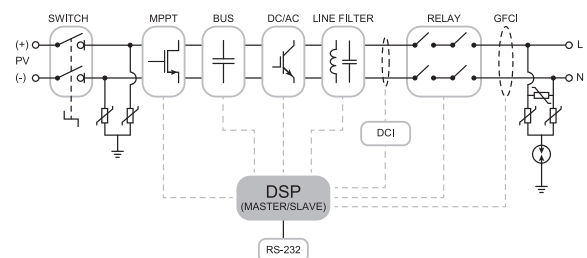 SWITCH MPPT BUS DC/AC LINE FILTER RELAY GFCI
(+) L
PV
(-) N
DCI
DSP
(MASTER/SLAVE)
RS-232